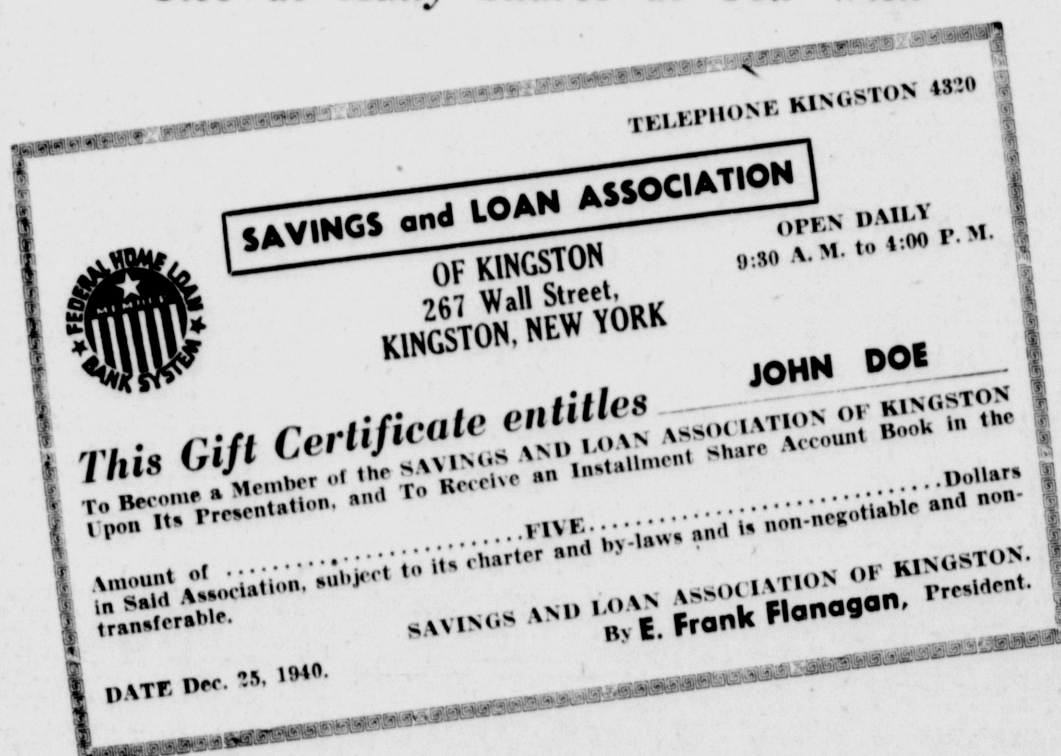 TELEPHONE KINGSTON 4320
SAVINGS and LOAN ASSOCIATION
OF KINGSTON
267 Wall Street,
KINGSTON, NEW YORK
OPEN DAILY
9:30 A. M. to 4:00 P. M.
FEDERAL HOME LOAN
MEMBER
BANK SYSTEM
JOHN DOE
This Gift Certificate entitles
To Become a Member of the SAVINGS AND LOAN ASSOCIATION OF KINGSTON
Upon Its Presentation, and To Receive an Installment Share Account Book in the
Amount of ..............................FIVE..................................Dollars
in Said Association, subject to its charter and by-laws and is non-negotiable and non-
transferable.
SAVINGS AND LOAN ASSOCIATION OF KINGSTON.
By E. Frank Flanagan, President.
DATE Dec. 25, 1940.